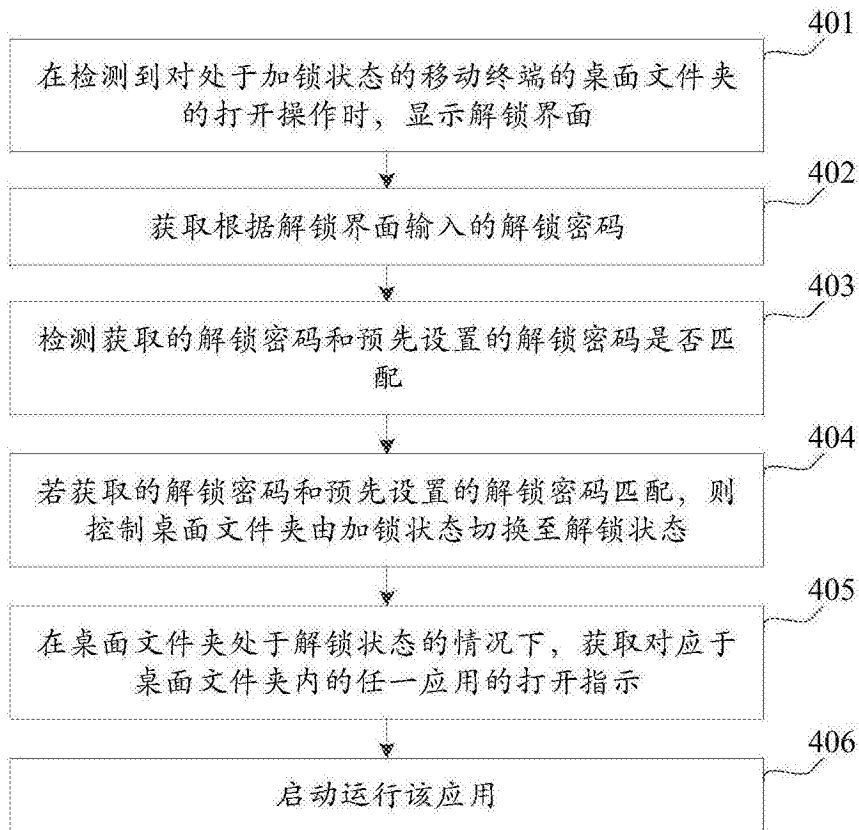 401
在检测到对处于加锁状态的移动终端的桌面文件夹
的打开操作时，显示解锁界面
402
获取根据解锁界面输入的解锁密码
403
检测获取的解锁密码和预先设置的解锁密码是否匹
配
404
若获取的解锁密码和预先设置的解锁密码匹配，则
控制桌面文件夹由加锁状态切换至解锁状态
405
在桌面文件夹处于解锁状态的情况下，获取对应于
桌面文件夹内的任一应用的打开指示
406
启动运行该应用